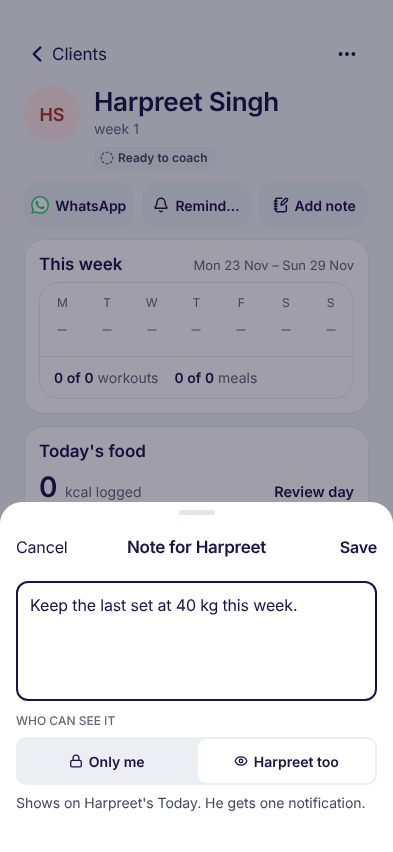 Clients
HS
Harpreet Singh
week 1
Ready to coach
WhatsApp
Remind...
Add note
This week
Mon 23 Nov – Sun 29 Nov
M T W T F S S
– – – – – – –
0 of 0 workouts 0 of 0 meals
Today's food
0 kcal logged
Review day
Cancel
Note for Harpreet
Save
Keep the last set at 40 kg this week.
WHO CAN SEE IT
Only me
Harpreet too
Shows on Harpreet's Today. He gets one notification.